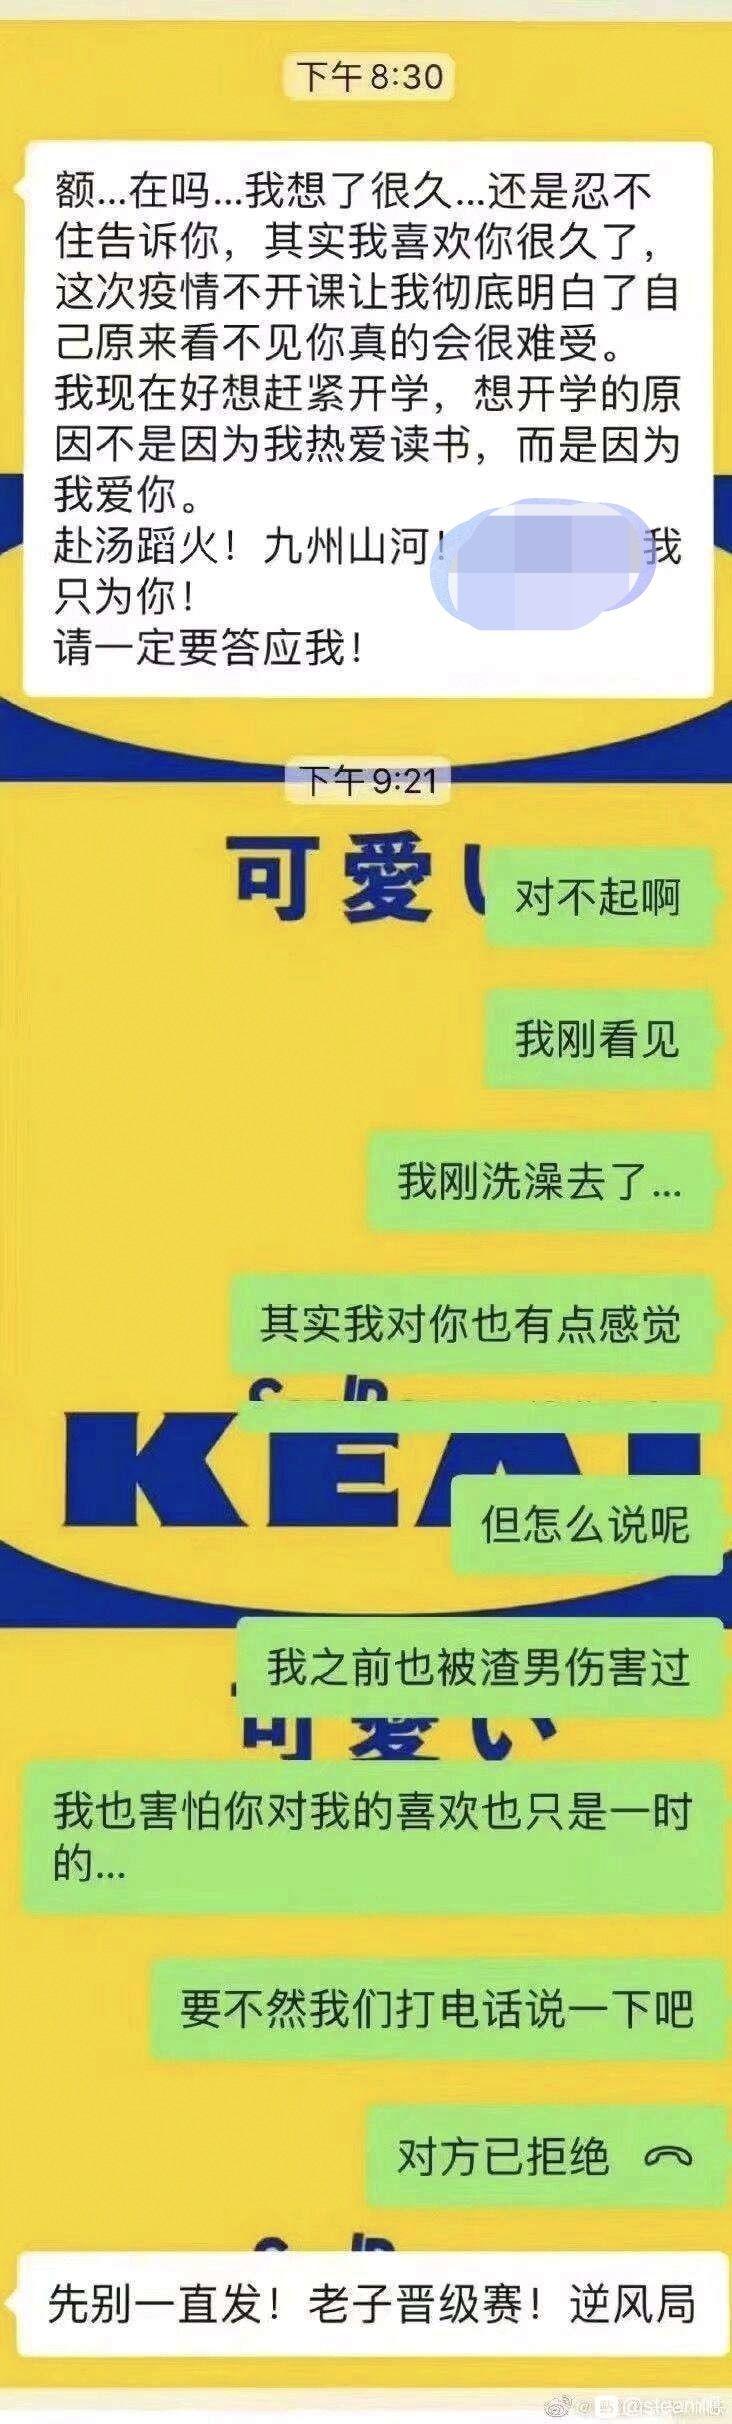 下午8:30
额...在吗...我想了很久...还是忍不
住告诉你，其实我喜欢你很久了，
这次疫情不开课让我彻底明白了自
己原来看不见你真的会很难受。
我现在好想赶紧开学，想开学的原
因不是因为我热爱读书，而是因为
我爱你。
赴汤蹈火！九州山河！我
只为你！
请一定要答应我！
下午9:21
可愛い
对不起啊
我刚看见
我刚洗澡去了...
其实我对你也有点感觉
KEAI
但怎么说呢
我之前也被渣男伤害过
可愛い
我也害怕你对我的喜欢也只是一时
的...
要不然我们打电话说一下吧
对方已拒绝
先别一直发！老子晋级赛！逆风局